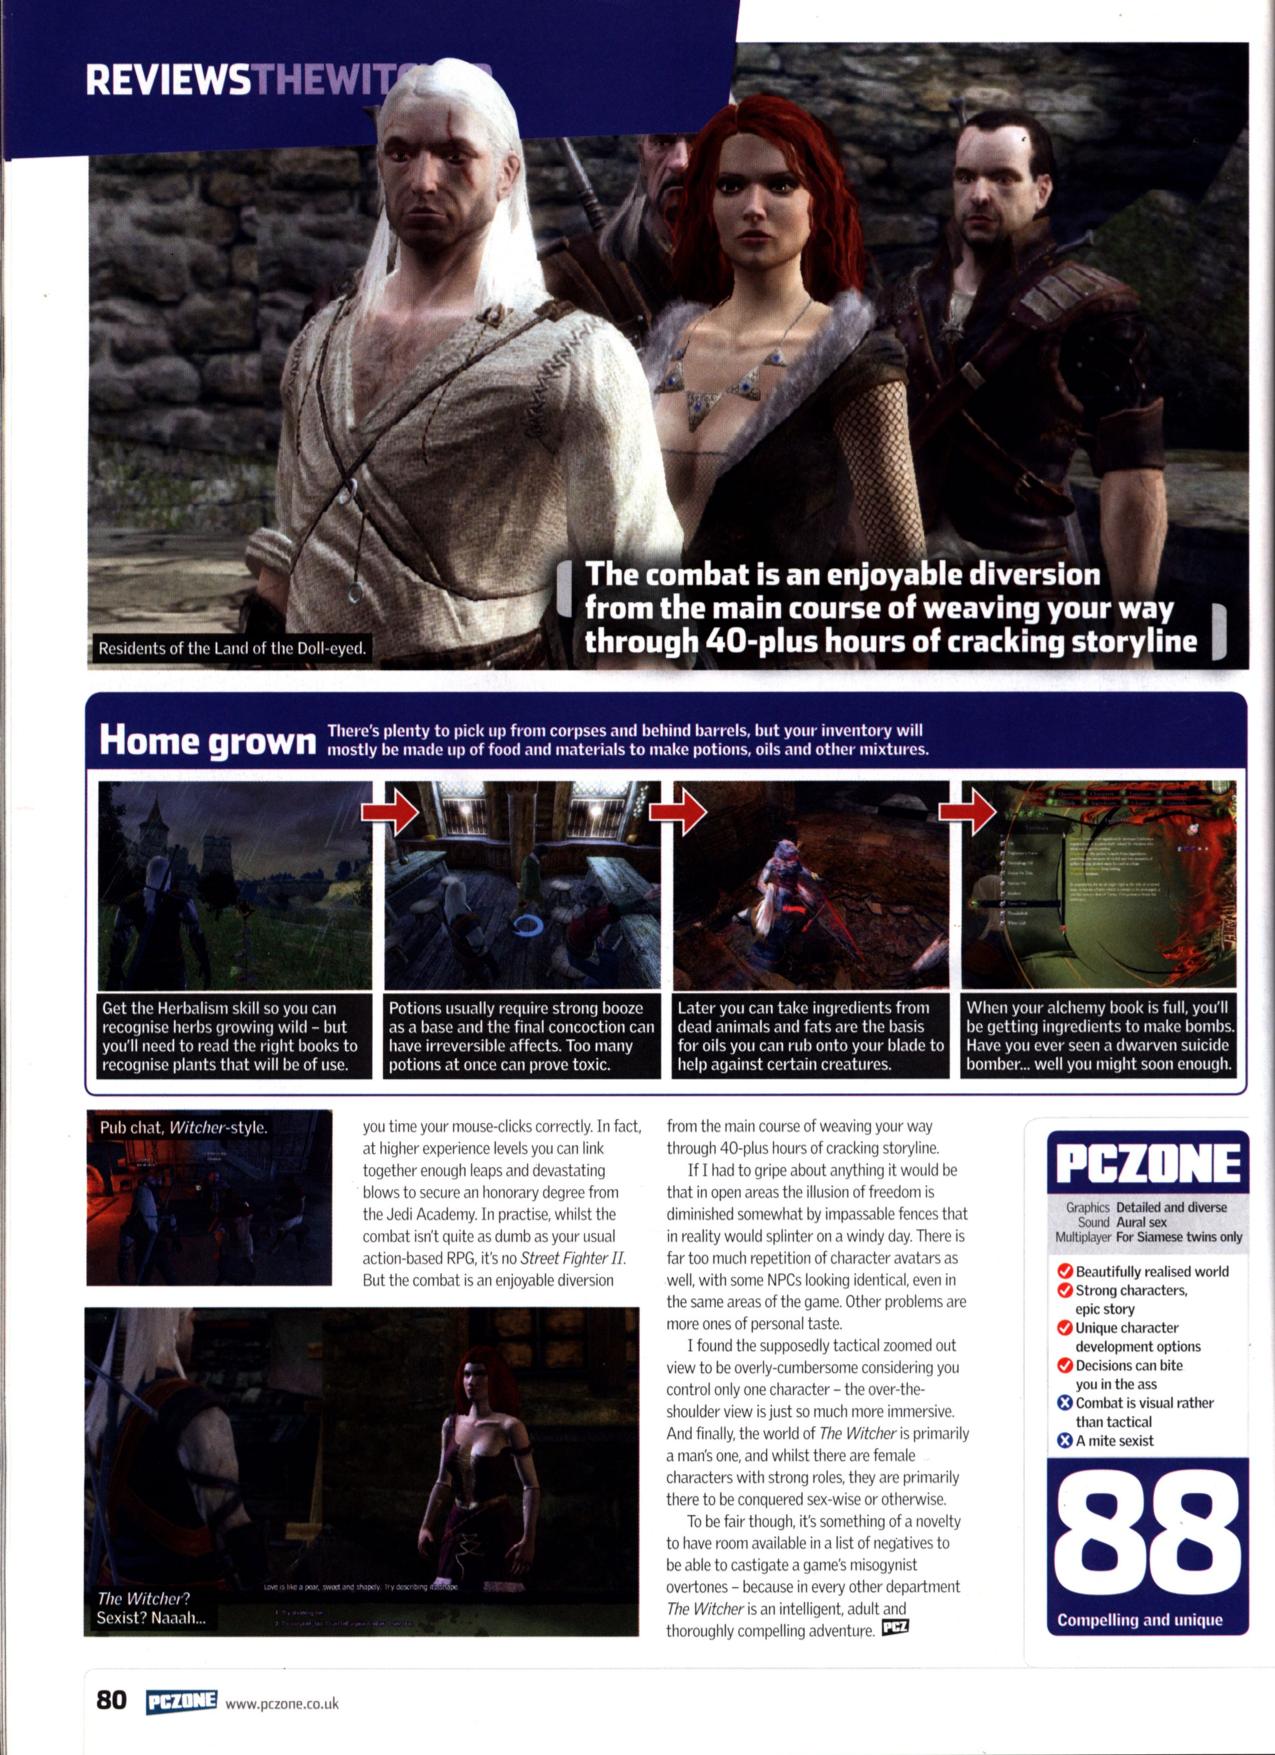 REVIEWSTHEWITCHER
The combat is an enjoyable diversion
from the main course of weaving your way
through 40-plus hours of cracking storyline
Residents of the Land of the Doll-eyed.
Home grown
There's plenty to pick up from corpses and behind barrels, but your inventory will
mostly be made up of food and materials to make potions, oils and other mixtures.
Get the Herbalism skill so you can
recognise herbs growing wild – but
you'll need to read the right books to
recognise plants that will be of use.
Potions usually require strong booze
as a base and the final concoction can
have irreversible affects. Too many
potions at once can prove toxic.
Later you can take ingredients from
dead animals and fats are the basis
for oils you can rub onto your blade to
help against certain creatures.
When your alchemy book is full, you'll
be getting ingredients to make bombs.
Have you ever seen a dwarven suicide
bomber... well you might soon enough.
Pub chat, Witcher-style.
you time your mouse-clicks correctly. In fact,
at higher experience levels you can link
together enough leaps and devastating
blows to secure an honorary degree from
the Jedi Academy. In practise, whilst the
combat isn't quite as dumb as your usual
action-based RPG, it's no Street Fighter II.
But the combat is an enjoyable diversion
Love is like a pear, sweet and shapely. Try describing
The Witcher?
Sexist? Naaah...
from the main course of weaving your way
through 40-plus hours of cracking storyline.
If I had to gripe about anything it would be
that in open areas the illusion of freedom is
diminished somewhat by impassable fences that
in reality would splinter on a windy day. There is
far too much repetition of character avatars as
well, with some NPCs looking identical, even in
the same areas of the game. Other problems are
more ones of personal taste.
I found the supposedly tactical zoomed out
view to be overly-cumbersome considering you
control only one character – the over-the-
shoulder view is just so much more immersive.
And finally, the world of The Witcher is primarily
a man's one, and whilst there are female
characters with strong roles, they are primarily
there to be conquered sex-wise or otherwise.
To be fair though, it's something of a novelty
to have room available in a list of negatives to
be able to castigate a game's misogynist
overtones – because in every other department
The Witcher is an intelligent, adult and
thoroughly compelling adventure. PCZ
PCZONE
Graphics Detailed and diverse
Sound Aural sex
Multiplayer For Siamese twins only
Beautifully realised world
Strong characters,
epic story
Unique character
development options
Decisions can bite
you in the ass
Combat is visual rather
than tactical
A mite sexist
88
Compelling and unique
80 PCZONE www.pczone.co.uk